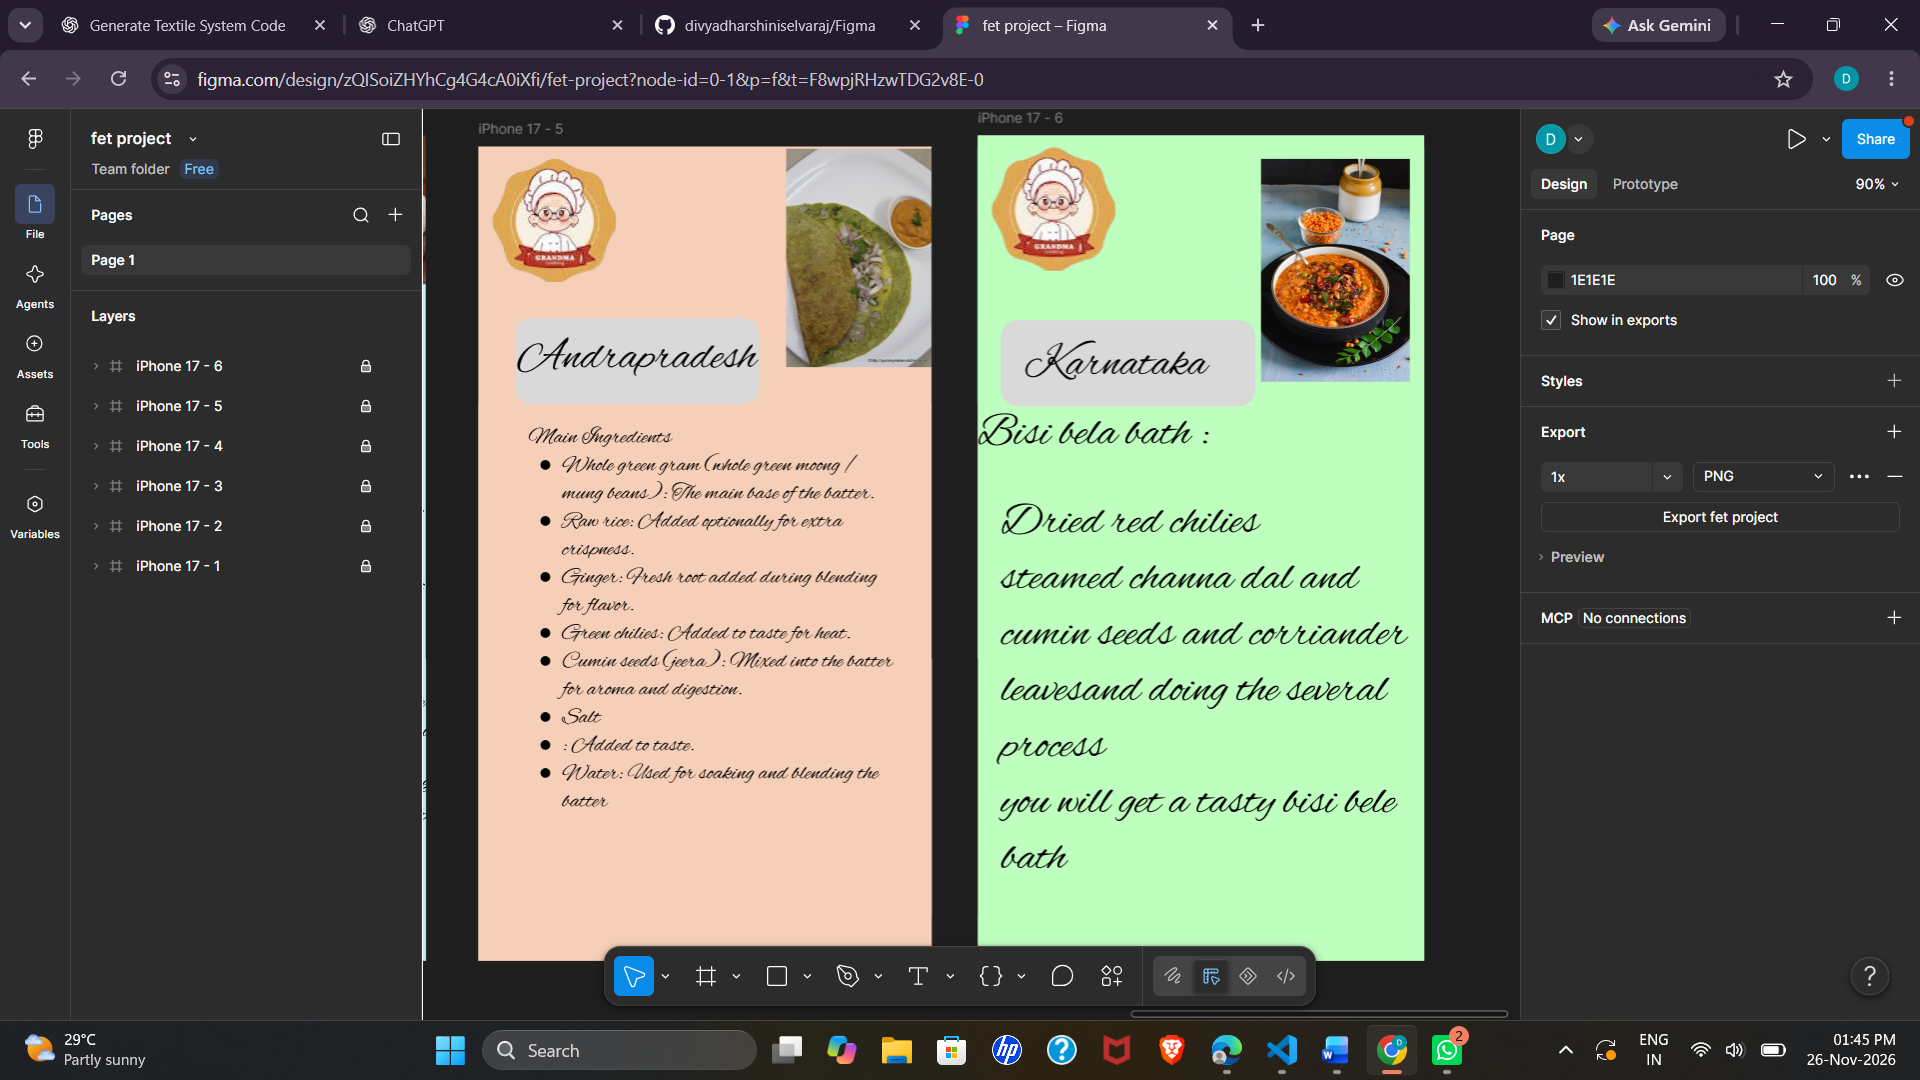 Generate Textile System Code
ChatGPT
divyadharshiniselvaraj/Figma
fet project – Figma
Ask Gemini
figma.com/design/zQISoiZHYhCg4G4cA0iXfi/fet-project?node-id=0-1&p=f&t=F8wpjRHzwTDG2v8E-0
D
fet project
Team folder Free
File
Agents
Assets
Tools
Variables
Pages
Page 1
Layers
iPhone 17 - 6
iPhone 17 - 5
iPhone 17 - 4
iPhone 17 - 3
iPhone 17 - 2
iPhone 17 - 1
iPhone 17 - 5
GRANDMA
Andrapradesh
Main Ingredients
Whole green gram (whole green moong /
mung beans): The main base of the batter.
Raw rice: Added optionally for extra
crispness.
Ginger: Fresh root added during blending
for flavor.
Green chilies: Added to taste for heat.
Cumin seeds (jeera): Mixed into the batter
for aroma and digestion.
Salt
: Added to taste.
Water: Used for soaking and blending the
batter
iPhone 17 - 6
GRANDMA
Karnataka
Bisi bela bath :
Dried red chilies
steamed channa dal and
cumin seeds and corriander
leavesand doing the several
process
you will get a tasty bisi bele
bath
D
Share
Design Prototype 90%
Page
1E1E1E 100 %
Show in exports
Styles
Export
1x PNG
Export fet project
Preview
MCP No connections
?
29°C
Partly sunny
Search
hp
2
ENG
IN
01:45 PM
26-Nov-2026